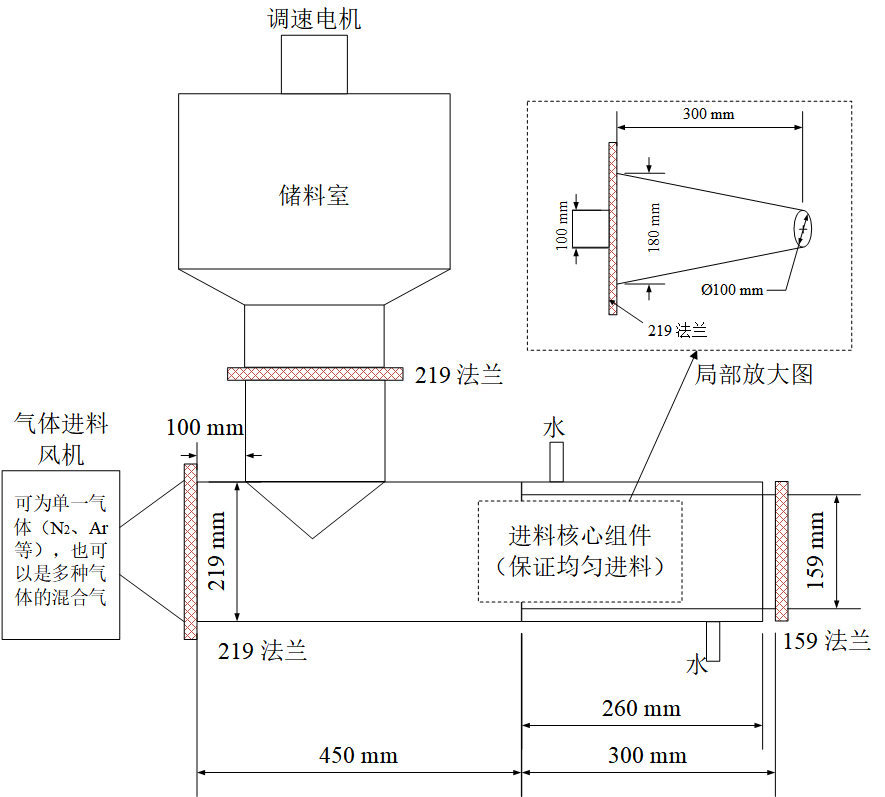 调速电机
储料室
300 mm
100 mm
180 mm
Ø100 mm
219 法兰
局部放大图
219 法兰
气体进料
风机
100 mm
水
可为单一气
体（N₂、Ar
等），也可
以是多种气
体的混合气
219 mm
进料核心组件
（保证均匀进料）
159 mm
219 法兰
水
159 法兰
260 mm
450 mm
300 mm